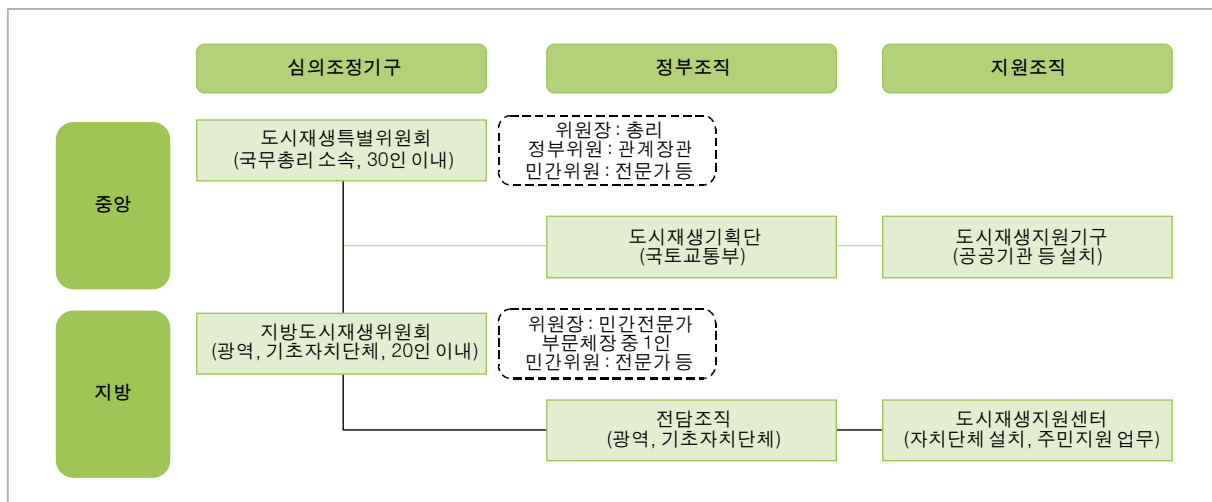 심의조정기구
정부조직
지원조직
중앙
도시재생특별위원회
(국무총리 소속, 30인 이내)
위원장 : 총리
정부위원 : 관계장관
민간위원 : 전문가 등
도시재생기획단
(국토교통부)
도시재생지원기구
(공공기관 등 설치)
지방
지방도시재생위원회
(광역, 기초자치단체, 20인 이내)
위원장 : 민간전문가
부문체장 중 1인
민간위원 : 전문가 등
전담조직
(광역, 기초자치단체)
도시재생지원센터
(자치단체 설치, 주민지원 업무)